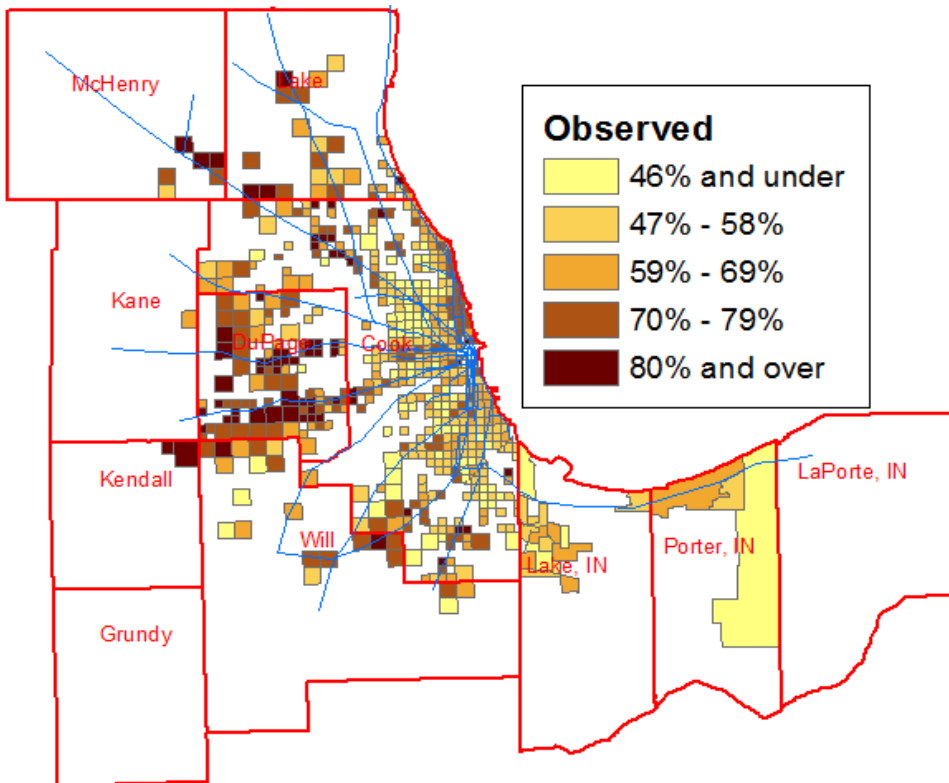 McHenry
Lake
Observed
46% and under
47% - 58%
59% - 69%
70% - 79%
80% and over
Kane
DuPage
Cook
Kendall
LaPorte, IN
Will
Porter, IN
Lake, IN
Grundy